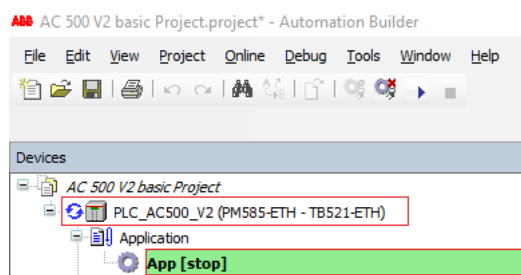 ABB AC 500 V2 basic Project.project* - Automation Builder
File Edit View Project Online Debug Tools Window Help
Devices
AC 500 V2 basic Project
PLC_AC500_V2 (PM585-ETH - TB521-ETH)
Application
App [stop]